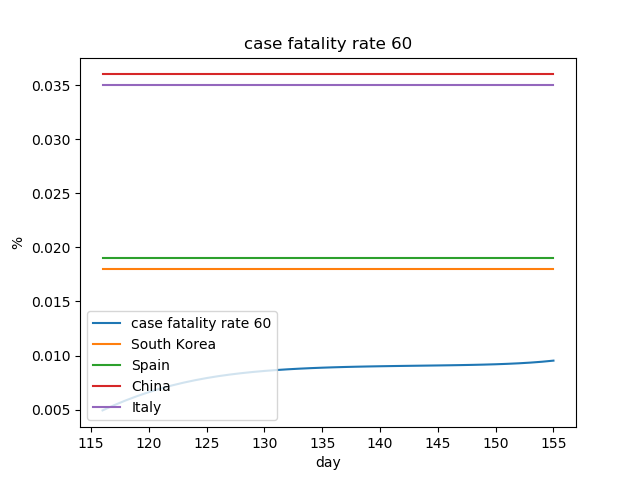 case fatality rate 60
0.035
0.030
0.025
0.020
0.015
0.010
0.005
%
case fatality rate 60
South Korea
Spain
China
Italy
115 120 125 130 135 140 145 150 155
day